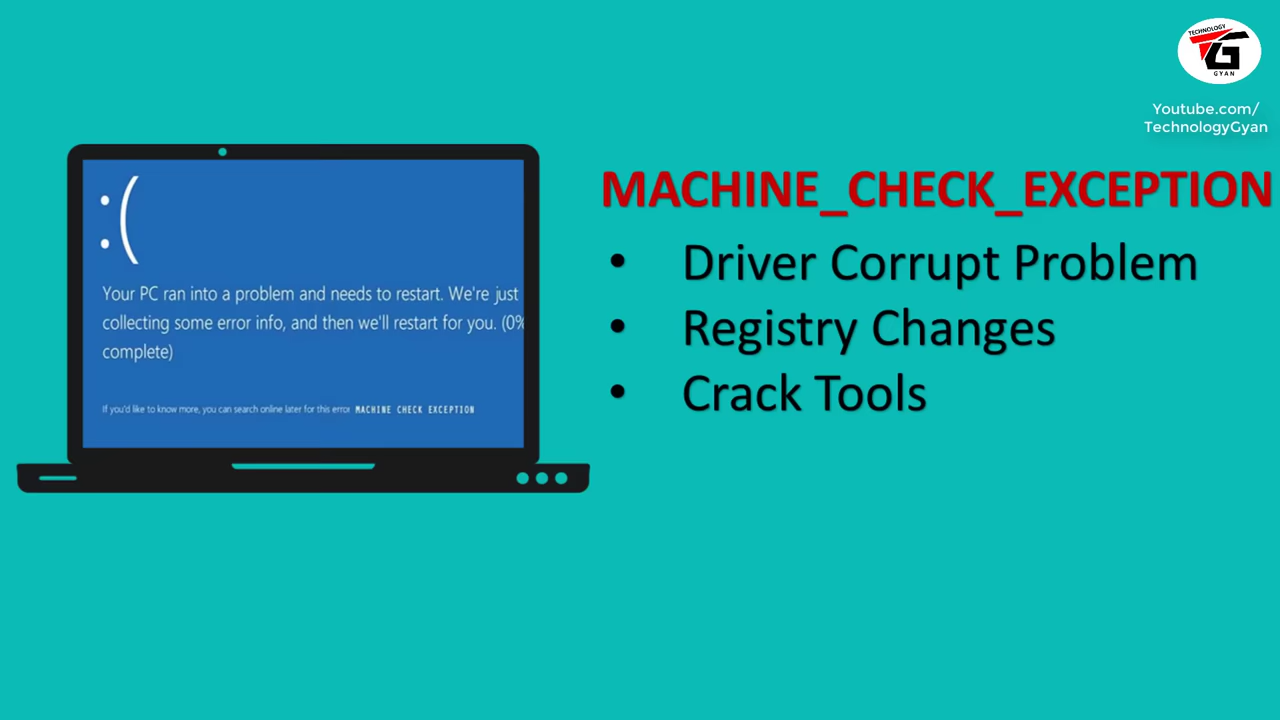 TECHNOLOGY
TG
GYAN
Youtube.com/
TechnologyGyan
:(
Your PC ran into a problem and needs to restart. We're just
collecting some error info, and then we'll restart for you. (0%
complete)
If you'd like to know more, you can search online later for this error MACHINE CHECK EXCEPTION
MACHINE_CHECK_EXCEPTION
• Driver Corrupt Problem
• Registry Changes
• Crack Tools